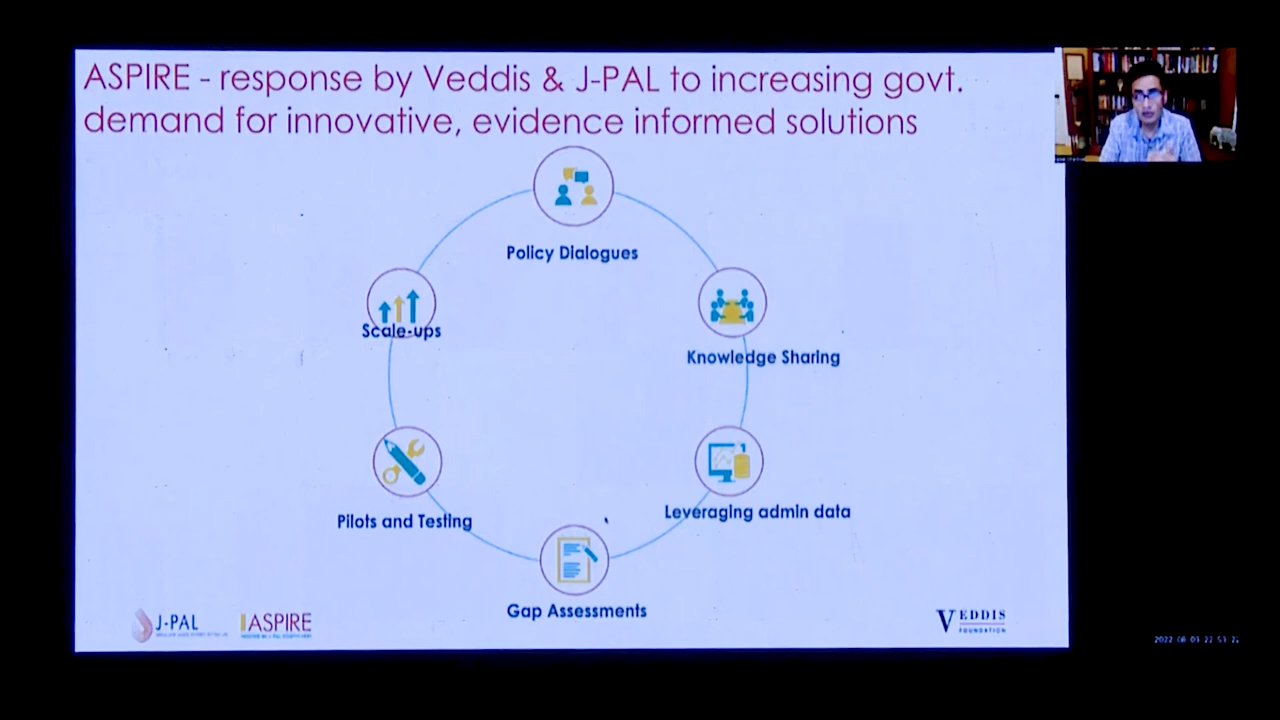 ASPIRE - response by Veddis & J-PAL to increasing govt.
demand for innovative, evidence informed solutions
Policy Dialogues
Scale-ups
Knowledge Sharing
Pilots and Testing
Leveraging admin data
Gap Assessments
J-PAL
ASPIRE
VEDDIS
FOUNDATION